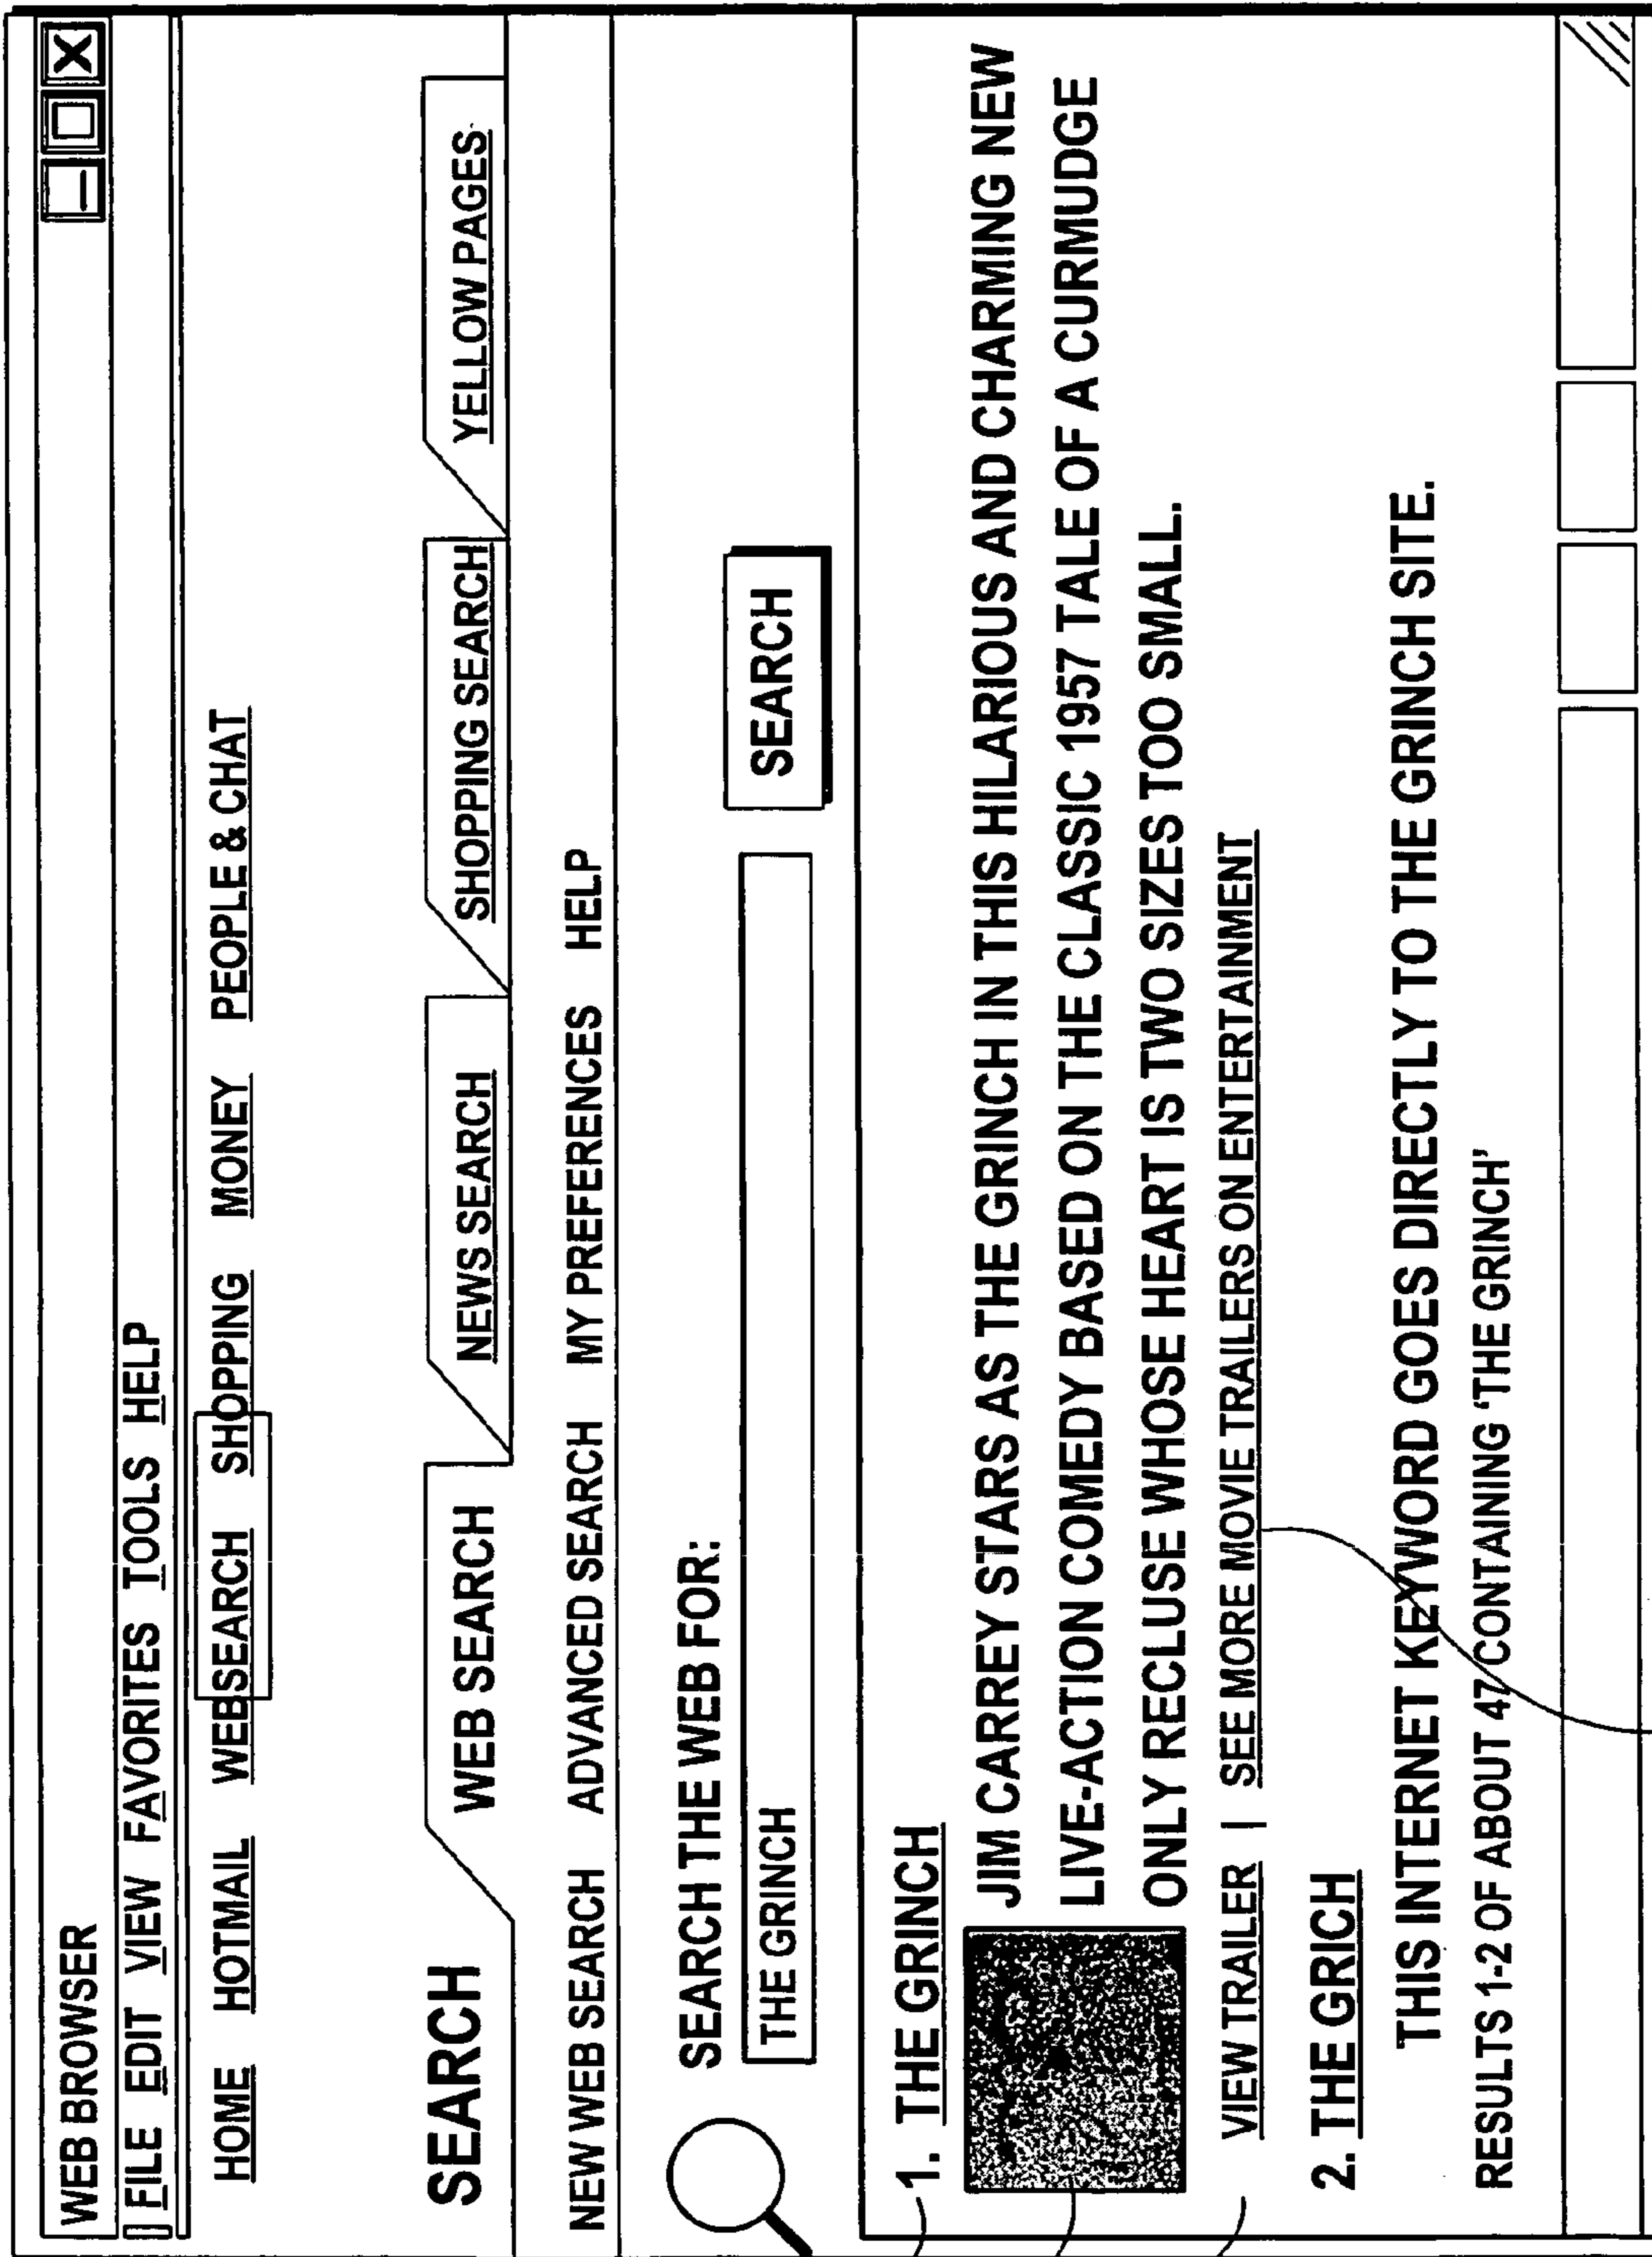 WEB BROWSER
FILE EDIT VIEW FAVORITES TOOLS HELP
HOME HOTMAIL WEBSEARCH SHOPPING MONEY PEOPLE & CHAT
SEARCH WEB SEARCH NEWS SEARCH SHOPPING SEARCH YELLOW PAGES
NEW WEB SEARCH ADVANCED SEARCH MY PREFERENCES HELP
SEARCH THE WEB FOR:
THE GRINCH SEARCH
1. THE GRINCH
JIM CARREY STARS AS THE GRINCH IN THIS HILARIOUS AND CHARMING NEW
LIVE-ACTION COMEDY BASED ON THE CLASSIC 1957 TALE OF A CURMUDGE
ONLY RECLUSE WHOSE HEART IS TWO SIZES TOO SMALL.
VIEW TRAILER | SEE MORE MOVIE TRAILERS ON ENTERTAINMENT
2. THE GRICH
THIS INTERNET KEYWORD GOES DIRECTLY TO THE GRINCH SITE.
RESULTS 1-2 OF ABOUT 47 CONTAINING 'THE GRINCH'